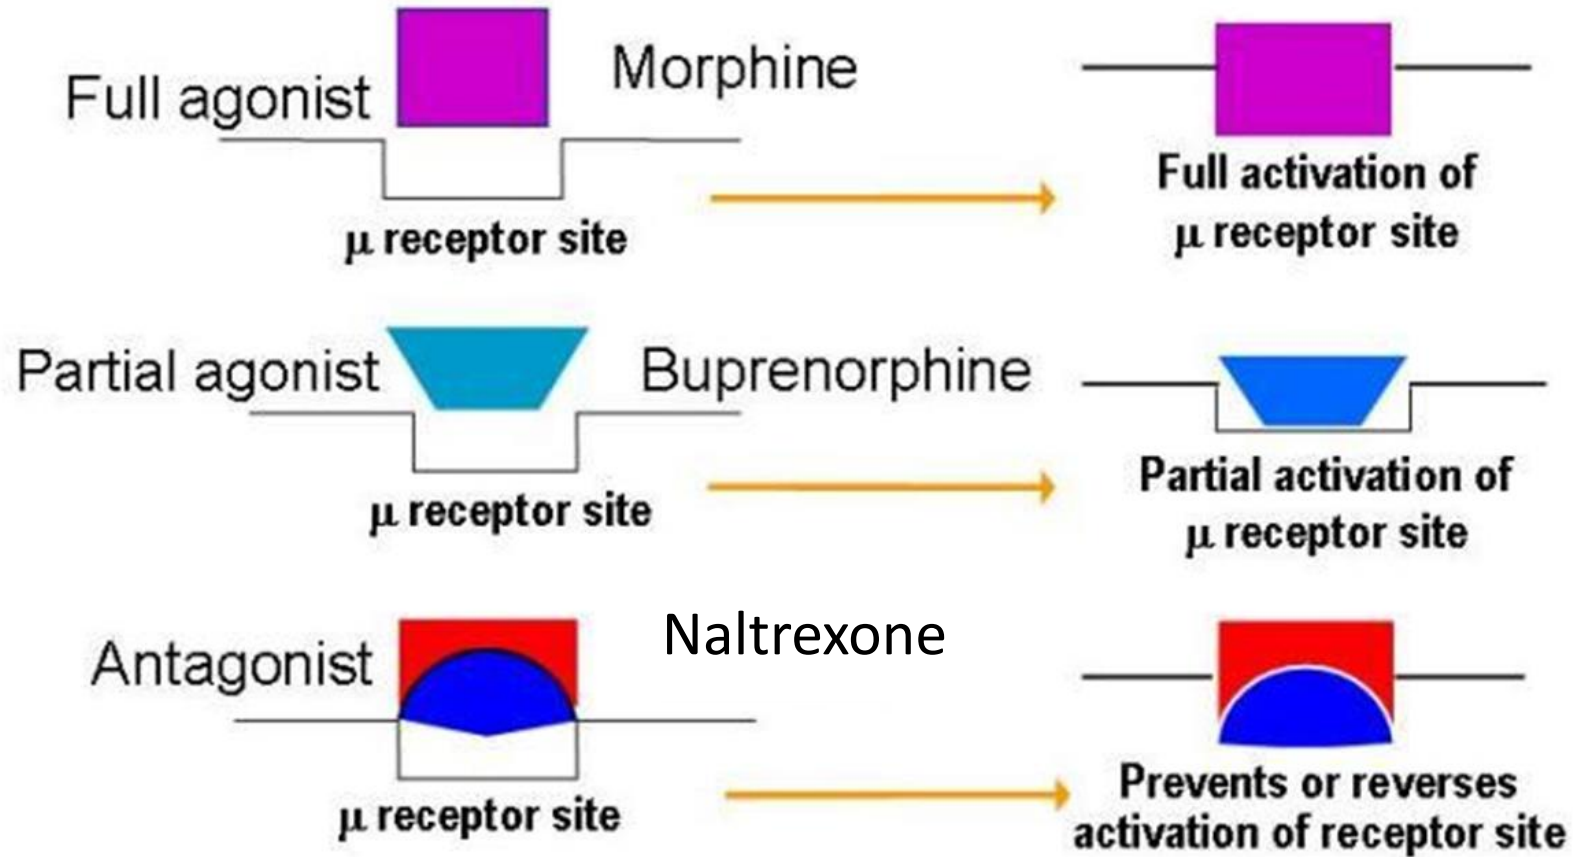 Full agonist
Morphine
μ receptor site
Full activation of
μ receptor site
Partial agonist
Buprenorphine
μ receptor site
Partial activation of
μ receptor site
Antagonist
Naltrexone
μ receptor site
Prevents or reverses
activation of receptor site